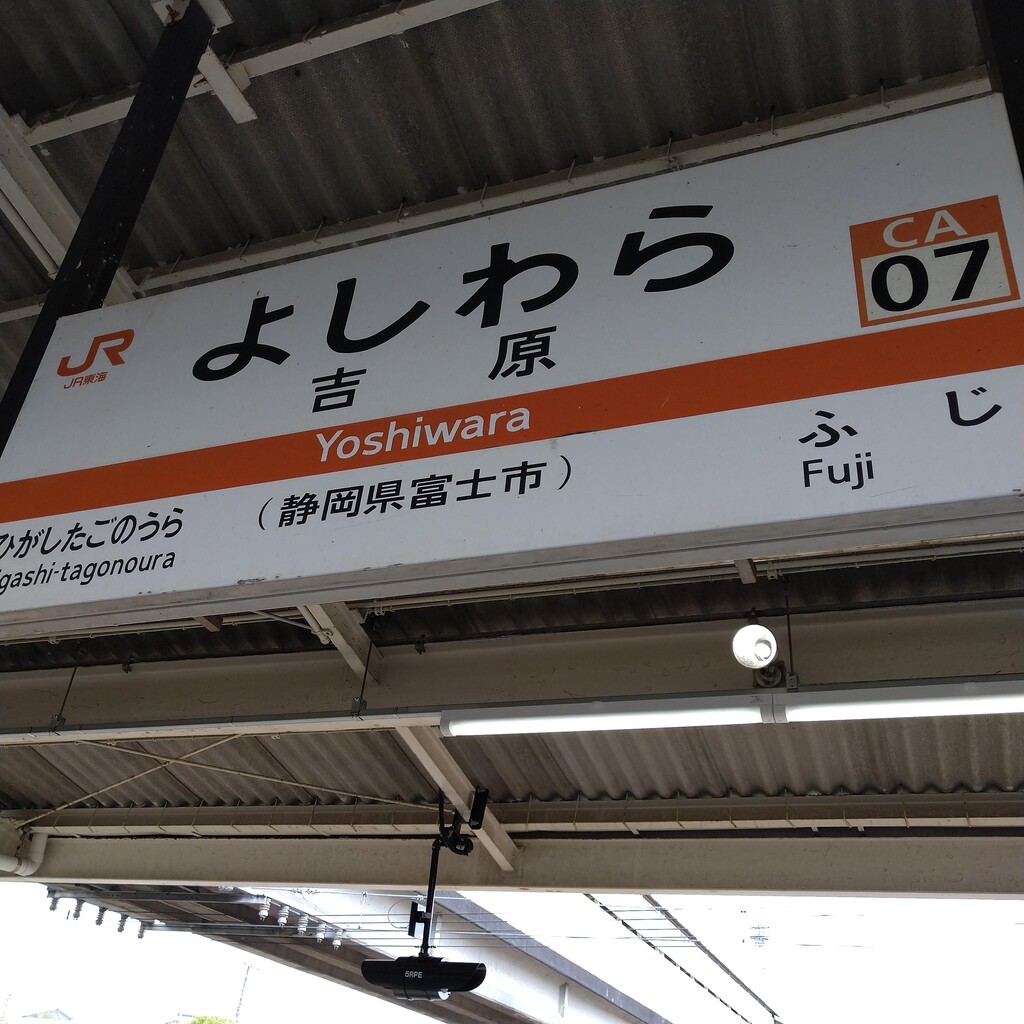 JR
JR東海
よしわら
吉原
CA
07
Yoshiwara
(静岡県富士市)
ひがしたごのうら
gashi-tagonoura
ふじ
Fuji